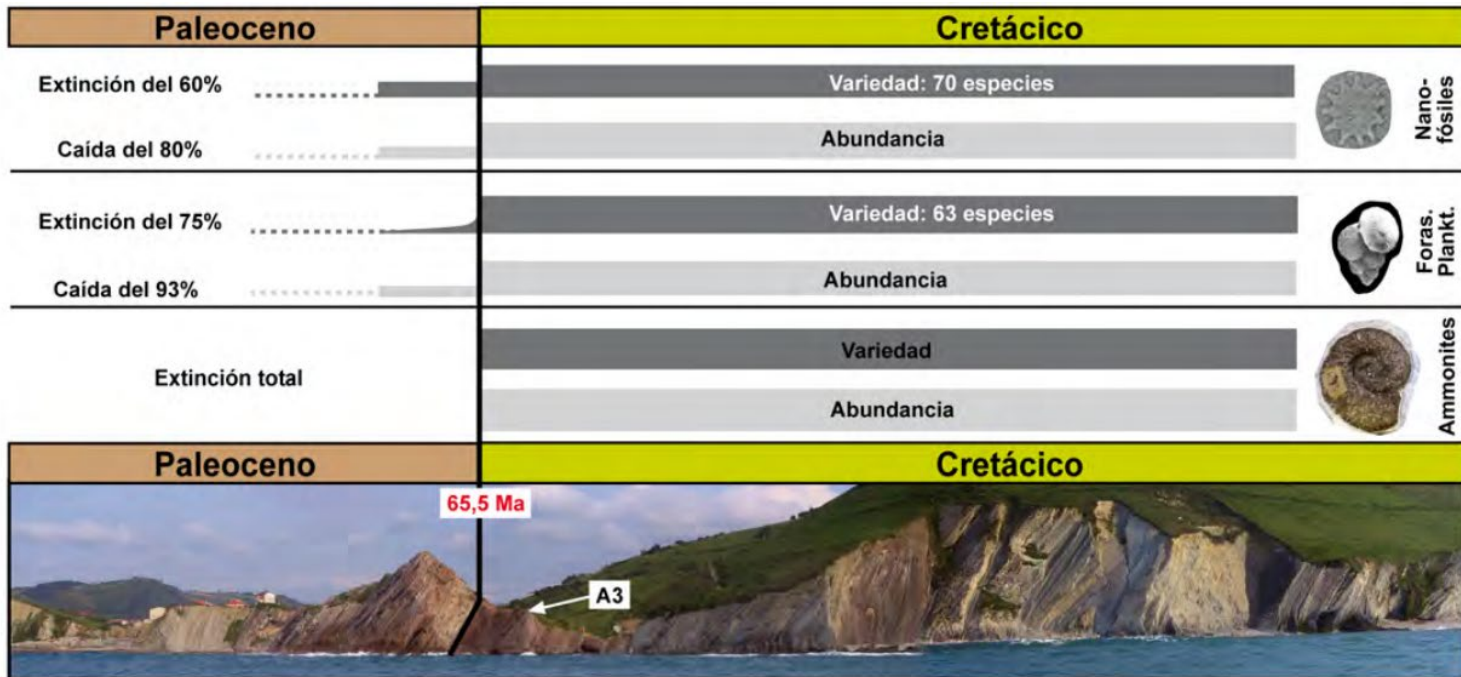 Paleoceno
Cretácico
Extinción del 60%
Variedad: 70 especies
Nano-
fósiles
Caída del 80%
Abundancia
Extinción del 75%
Variedad: 63 especies
Foras.
Plankt.
Caída del 93%
Abundancia
Extinción total
Variedad
Abundancia
Ammonites
Paleoceno
Cretácico
65,5 Ma
A3